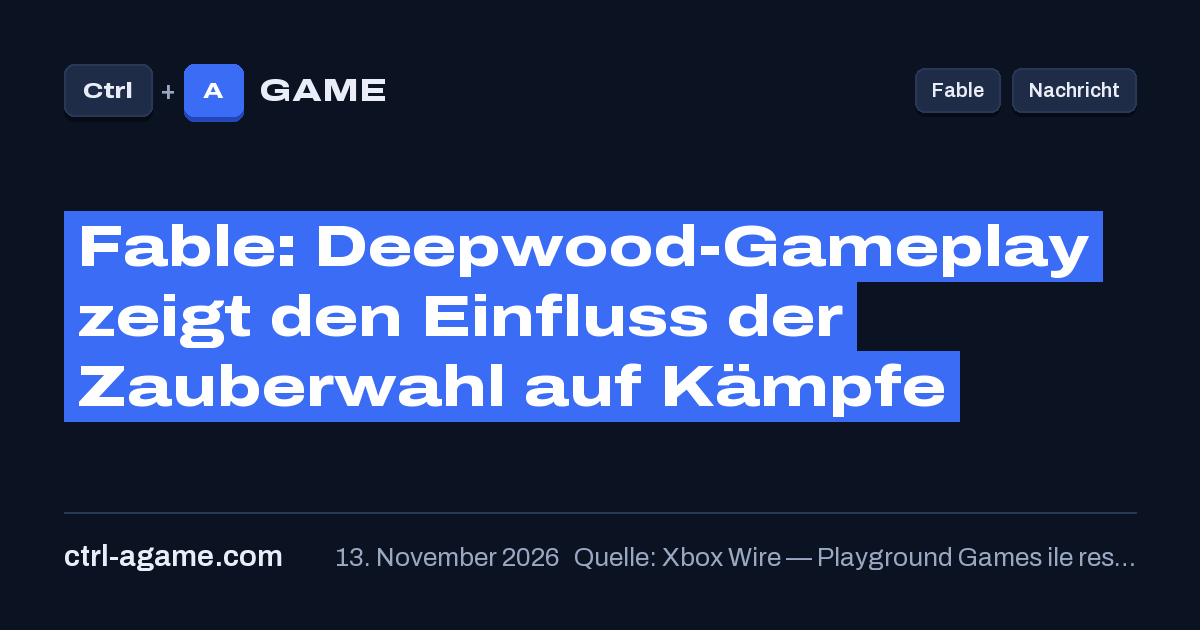 Ctrl + A GAME
Fable Nachricht
Fable: Deepwood-Gameplay
zeigt den Einfluss der
Zauberwahl auf Kämpfe
ctrl-agame.com 13. November 2026 Quelle: Xbox Wire — Playground Games ile res...